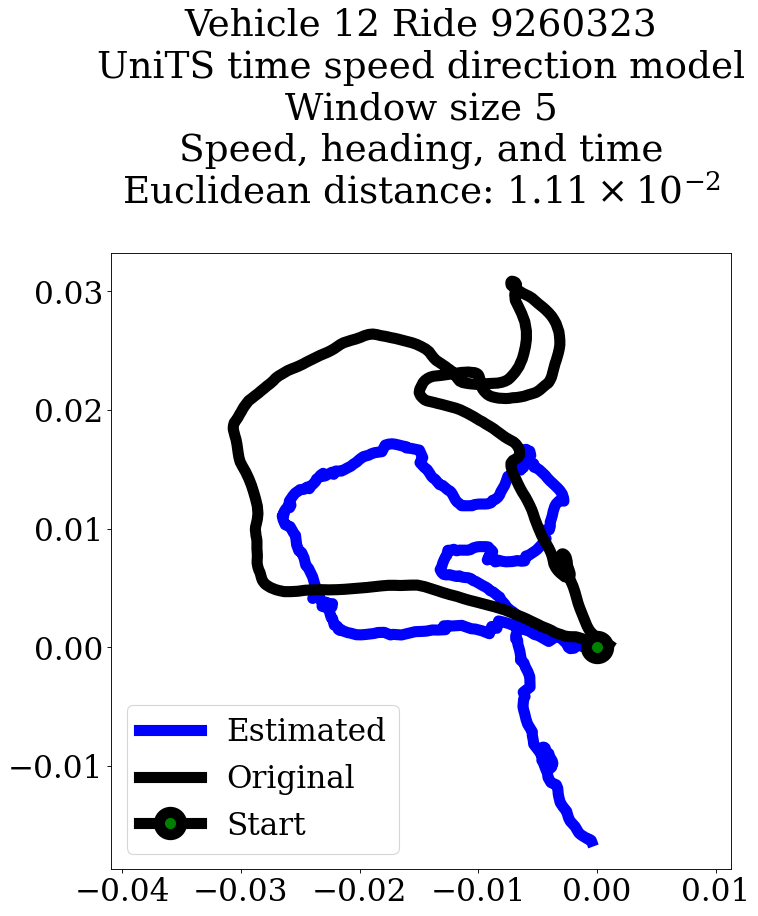 Vehicle 12 Ride 9260323
UniTS time speed direction model
Window size 5
Speed, heading, and time
Euclidean distance: 1.11 × 10⁻²
0.03
0.02
0.01
0.00
−0.01
Estimated
Original
Start
−0.04 −0.03 −0.02 −0.01 0.00 0.01